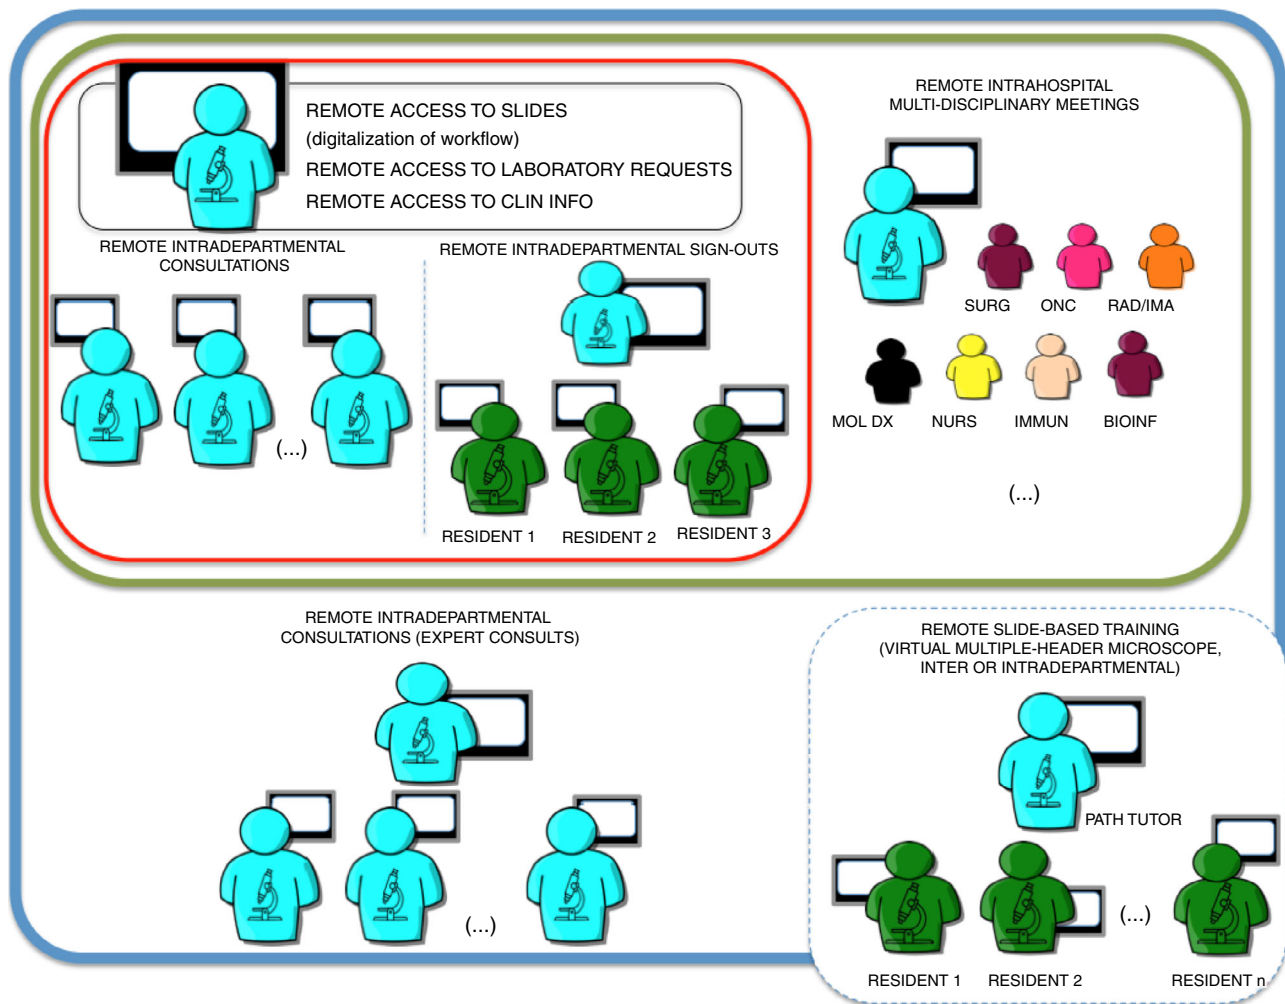 REMOTE ACCESS TO SLIDES
(digitalization of workflow)
REMOTE ACCESS TO LABORATORY REQUESTS
REMOTE ACCESS TO CLIN INFO
REMOTE INTRADEPARTMENTAL
CONSULTATIONS
(...)
REMOTE INTRADEPARTMENTAL SIGN-OUTS
RESIDENT 1
RESIDENT 2
RESIDENT 3
REMOTE INTRAHOSPITAL
MULTI-DISCIPLINARY MEETINGS
SURG
ONC
RAD/IMA
MOL DX
NURS
IMMUN
BIOINF
(...)
REMOTE INTRADEPARTMENTAL
CONSULTATIONS (EXPERT CONSULTS)
(...)
REMOTE SLIDE-BASED TRAINING
(VIRTUAL MULTIPLE-HEADER MICROSCOPE,
INTER OR INTRADEPARTMENTAL)
PATH TUTOR
(...)
RESIDENT 1
RESIDENT 2
RESIDENT n